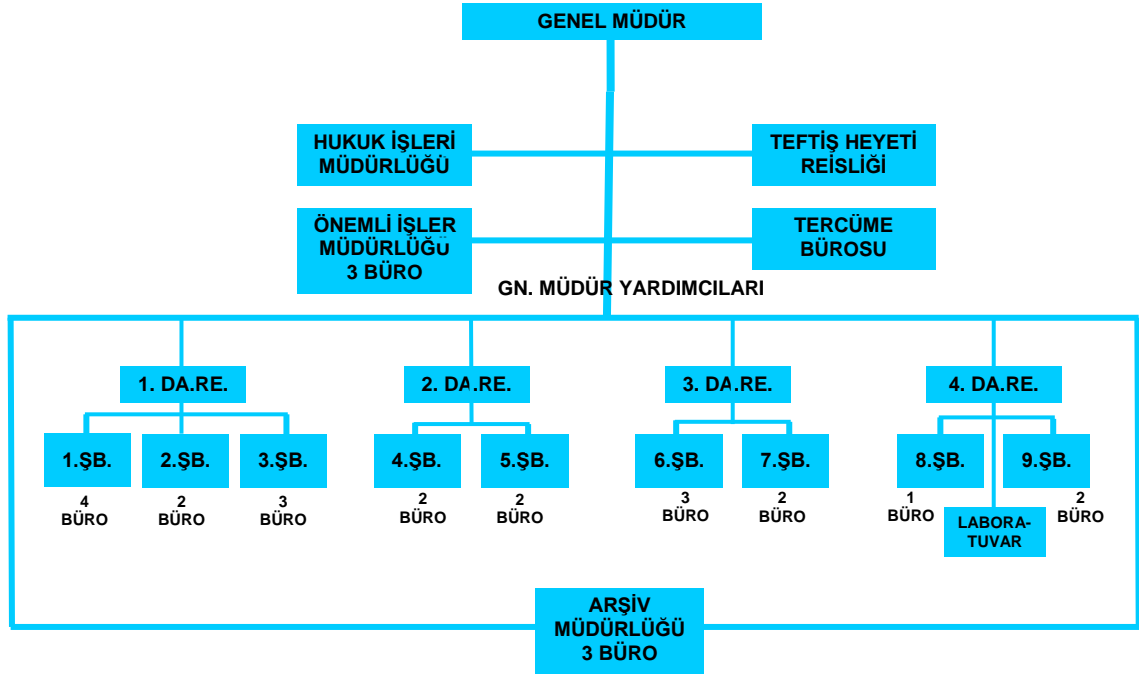 GENEL MÜDÜR
HUKUK İŞLERİ
MÜDÜRLÜĞÜ
TEFTİŞ HEYETİ
REİSLİĞİ
ÖNEMLİ İŞLER
MÜDÜRLÜĞÜ
3 BÜRO
TERCÜME
BÜROSU
GN. MÜDÜR YARDIMCILARI
1. DA.RE.
2. DA.RE.
3. DA.RE.
4. DA.RE.
1.ŞB.
2.ŞB.
3.ŞB.
4.ŞB.
5.ŞB.
6.ŞB.
7.ŞB.
8.ŞB.
9.ŞB.
4
BÜRO
2
BÜRO
3
BÜRO
2
BÜRO
2
BÜRO
3
BÜRO
2
BÜRO
1
BÜRO
LABORA-
TUVAR
2
BÜRO
ARŞİV
MÜDÜRLÜĞÜ
3 BÜRO